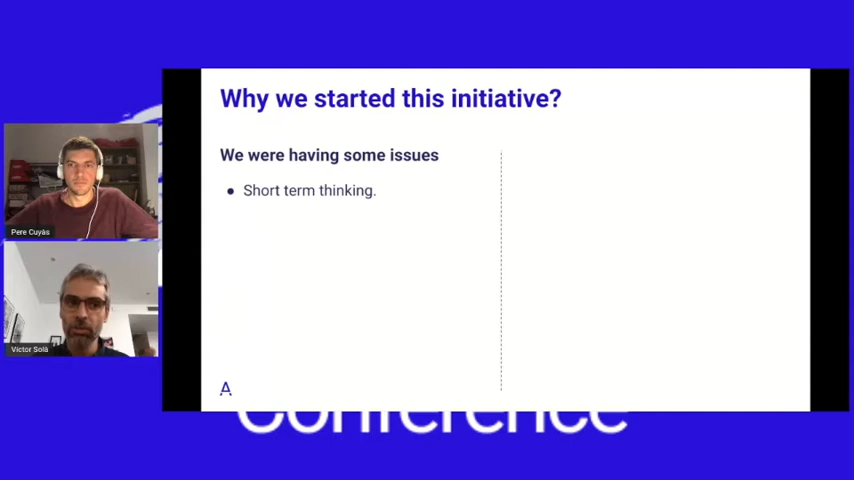 Why we started this initiative?
We were having some issues
● Short term thinking.
Pere Cuyàs
Víctor Solà
A
Conference